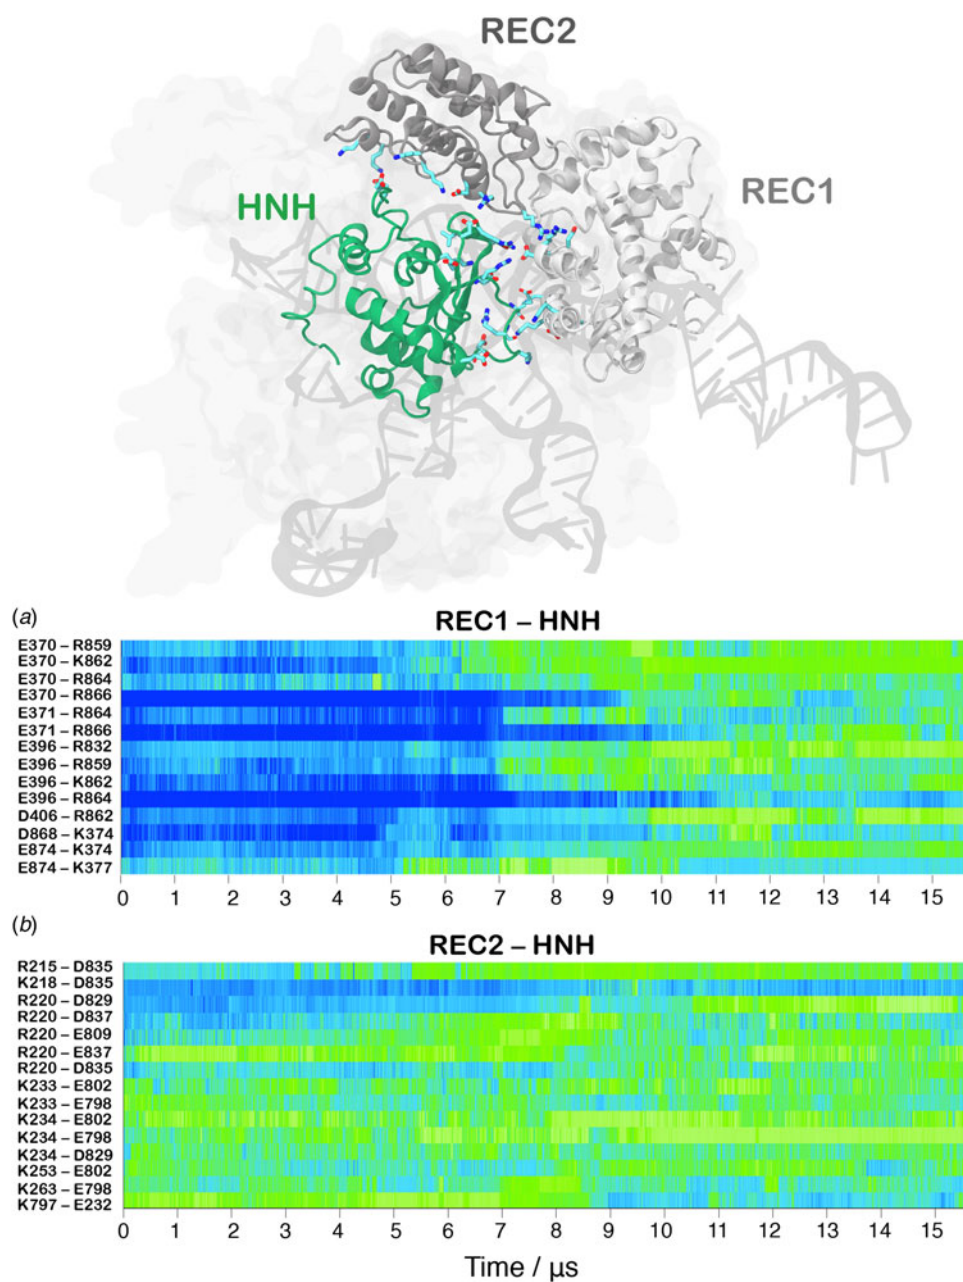 REC2
REC1
HNH
(a)
REC1 – HNH
E370 – R859
E370 – K862
E370 – R864
E370 – R866
E371 – R864
E371 – R866
E396 – R832
E396 – R859
E396 – K862
E396 – R864
D406 – R862
D868 – K374
E874 – K374
E874 – K377
0 1 2 3 4 5 6 7 8 9 10 11 12 13 14 15
(b)
REC2 – HNH
R215 – D835
K218 – D835
R220 – D829
R220 – D837
R220 – E809
R220 – E837
R220 – D835
K233 – E802
K233 – E798
K234 – E802
K234 – E798
K234 – D829
K253 – E802
K263 – E798
K797 – E232
0 1 2 3 4 5 6 7 8 9 10 11 12 13 14 15
Time / μs